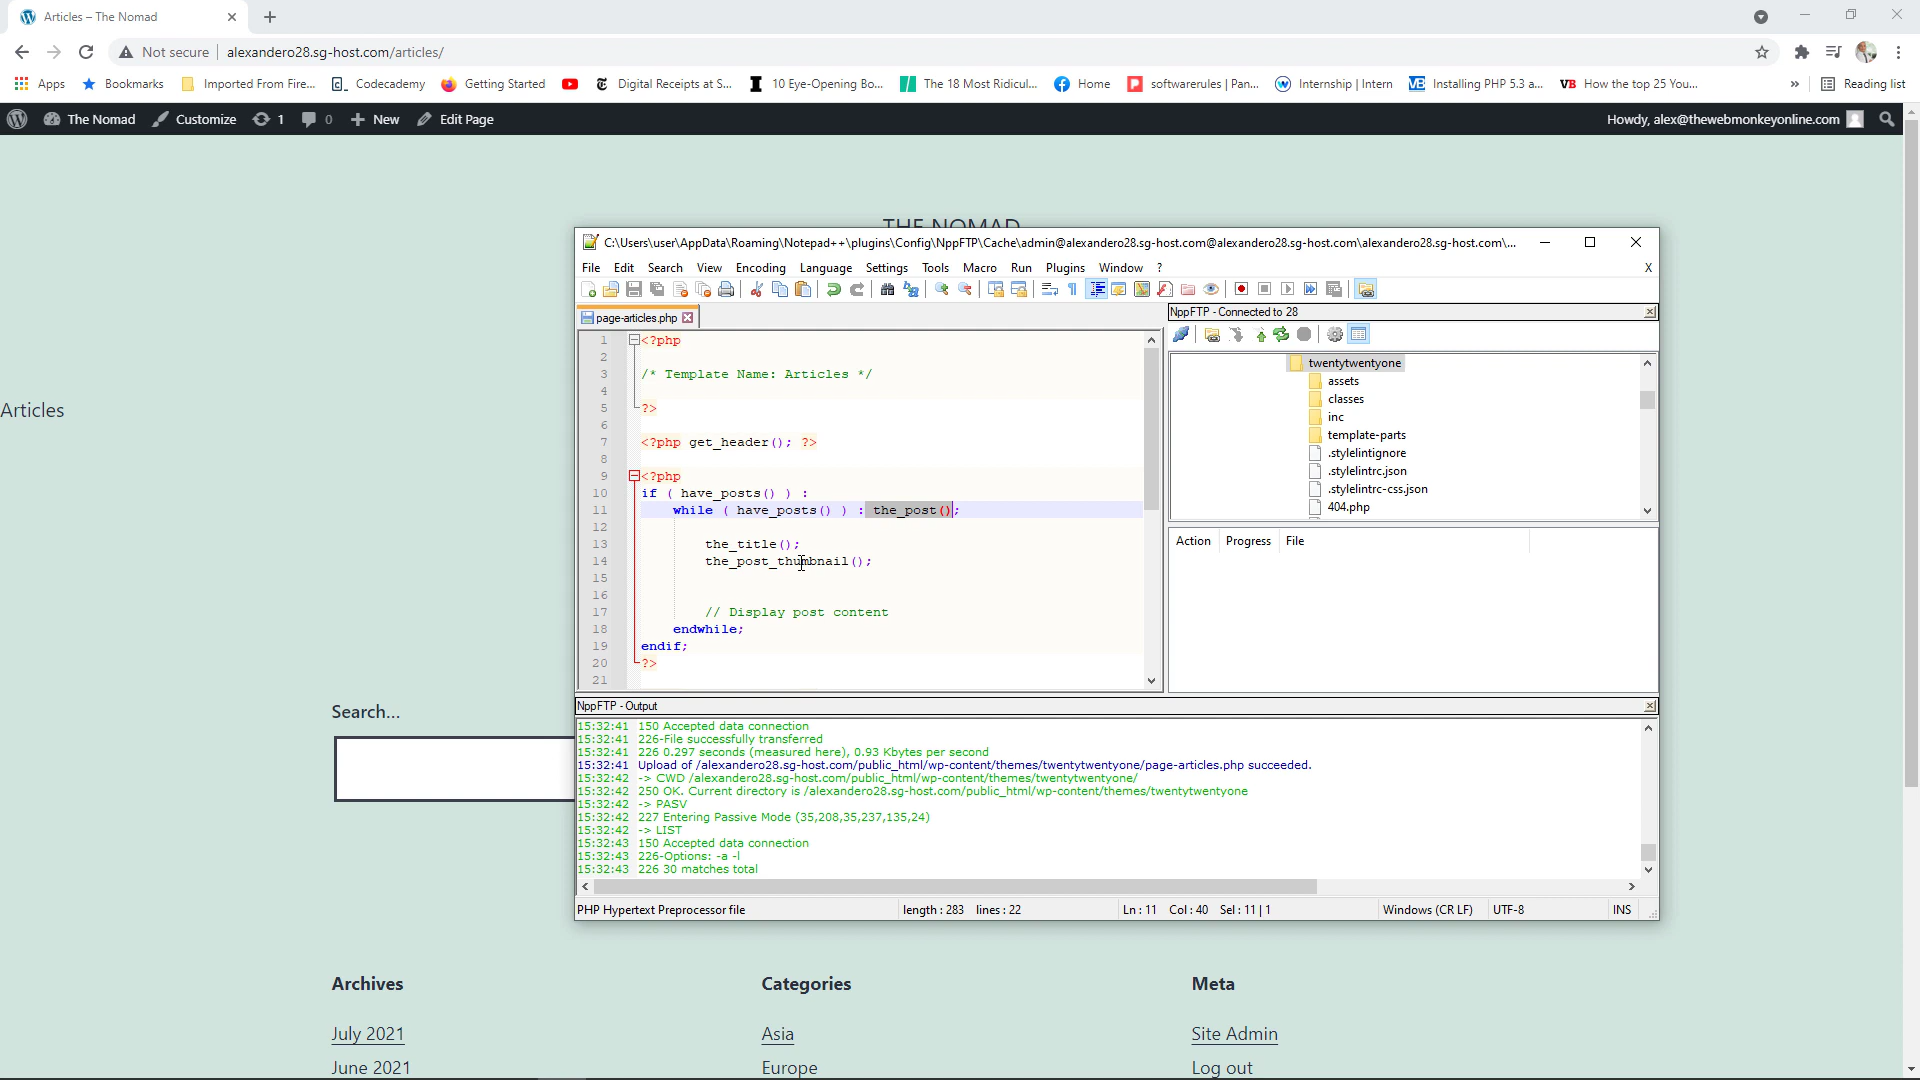 Articles – The Nomad
Not secure
alexandero28.sg-host.com/articles/
Apps
Bookmarks
Imported From Fire...
Codecademy
Getting Started
Digital Receipts at S...
10 Eye-Opening Bo...
The 18 Most Ridicul...
Home
softwarerules | Pan...
Internship | Intern
Installing PHP 5.3 a...
How the top 25 You...
»
Reading list
The Nomad
Customize
1
0
New
Edit Page
Howdy, alex@thewebmonkeyonline.com
THE NOMAD
Articles
Search...
C:\Users\user\AppData\Roaming\Notepad++\plugins\Config\NppFTP\Cache\admin@alexandero28.sg-host.com@alexandero28.sg-host.com\alexandero28.sg-host.com\...
File Edit Search View Encoding Language Settings Tools Macro Run Plugins Window ?
X
page-articles.php
1 <?php
2
3 /* Template Name: Articles */
4
5 ?>
6
7 <?php get_header(); ?>
8
9 <?php
10 if ( have_posts() ) :
11 while ( have_posts() ) : the_post();
12
13 the_title();
14 the_post_thumbnail();
15
16
17 // Display post content
18 endwhile;
19 endif;
20 ?>
21
NppFTP - Connected to 28
twentytwentyone
assets
classes
inc
template-parts
.stylelintignore
.stylelintrc.json
.stylelintrc-css.json
404.php
Action Progress File
NppFTP - Output
15:32:41 150 Accepted data connection
15:32:41 226-File successfully transferred
15:32:41 226 0.297 seconds (measured here), 0.93 Kbytes per second
15:32:41 Upload of /alexandero28.sg-host.com/public_html/wp-content/themes/twentytwentyone/page-articles.php succeeded.
15:32:42 -> CWD /alexandero28.sg-host.com/public_html/wp-content/themes/twentytwentyone/
15:32:42 250 OK. Current directory is /alexandero28.sg-host.com/public_html/wp-content/themes/twentytwentyone
15:32:42 -> PASV
15:32:42 227 Entering Passive Mode (35,208,35,237,135,24)
15:32:42 -> LIST
15:32:43 150 Accepted data connection
15:32:43 226-Options: -a -l
15:32:43 226 30 matches total
PHP Hypertext Preprocessor file
length : 283 lines : 22
Ln : 11 Col : 40 Sel : 11 | 1
Windows (CR LF)
UTF-8
INS
Archives
July 2021
June 2021
Categories
Asia
Europe
Meta
Site Admin
Log out